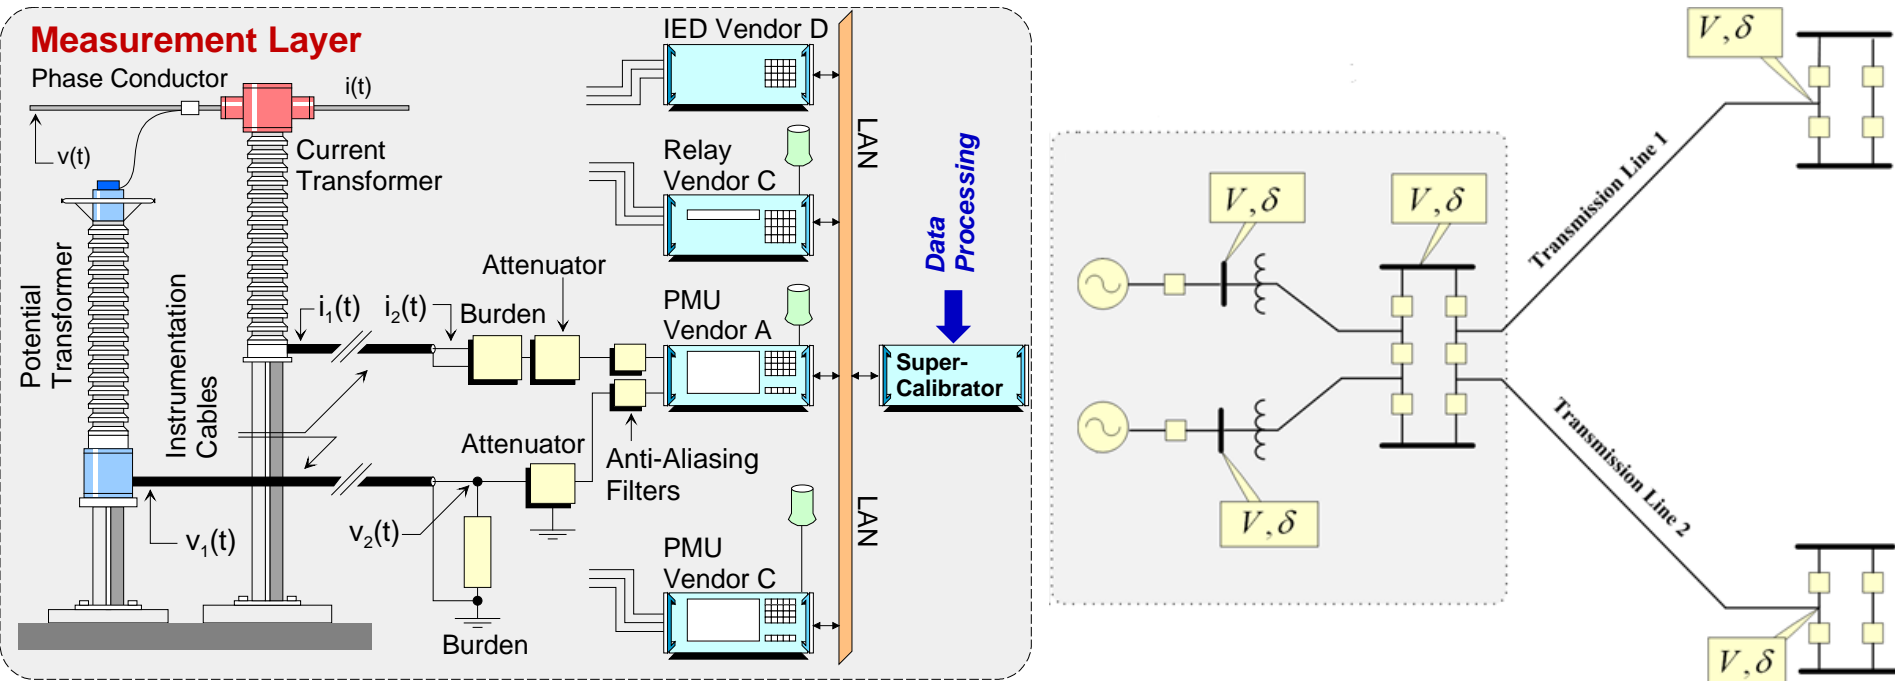 Measurement Layer
Phase Conductor
i(t)
v(t)
Current
Transformer
Potential
Transformer
Instrumentation
Cables
i1(t)
i2(t)
v1(t)
v2(t)
Attenuator
Burden
Attenuator
Anti-Aliasing
Filters
Burden
IED Vendor D
Relay
Vendor C
PMU
Vendor A
PMU
Vendor C
LAN
LAN
Data
Processing
Super-
Calibrator
V,δ
V,δ
V,δ
V,δ
V,δ
Transmission Line 1
Transmission Line 2